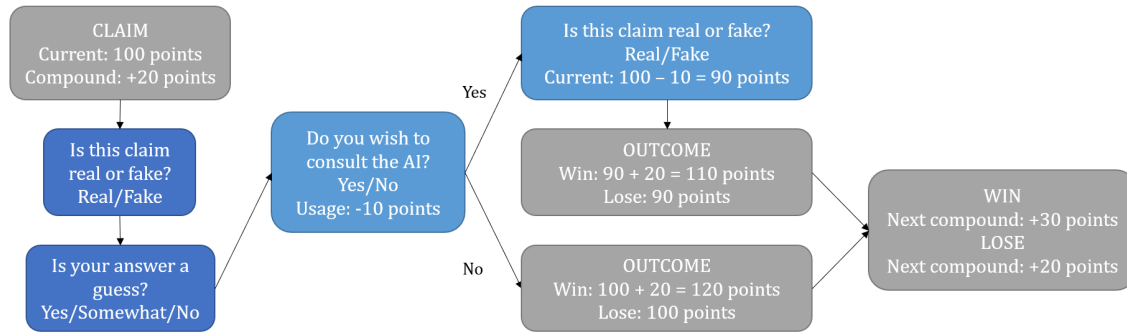 CLAIM
Current: 100 points
Compound: +20 points
Is this claim
real or fake?
Real/Fake
Is your answer a
guess?
Yes/Somewhat/No
Do you wish to
consult the AI?
Yes/No
Usage: -10 points
Yes
No
Is this claim real or fake?
Real/Fake
Current: 100 – 10 = 90 points
OUTCOME
Win: 90 + 20 = 110 points
Lose: 90 points
OUTCOME
Win: 100 + 20 = 120 points
Lose: 100 points
WIN
Next compound: +30 points
LOSE
Next compound: +20 points